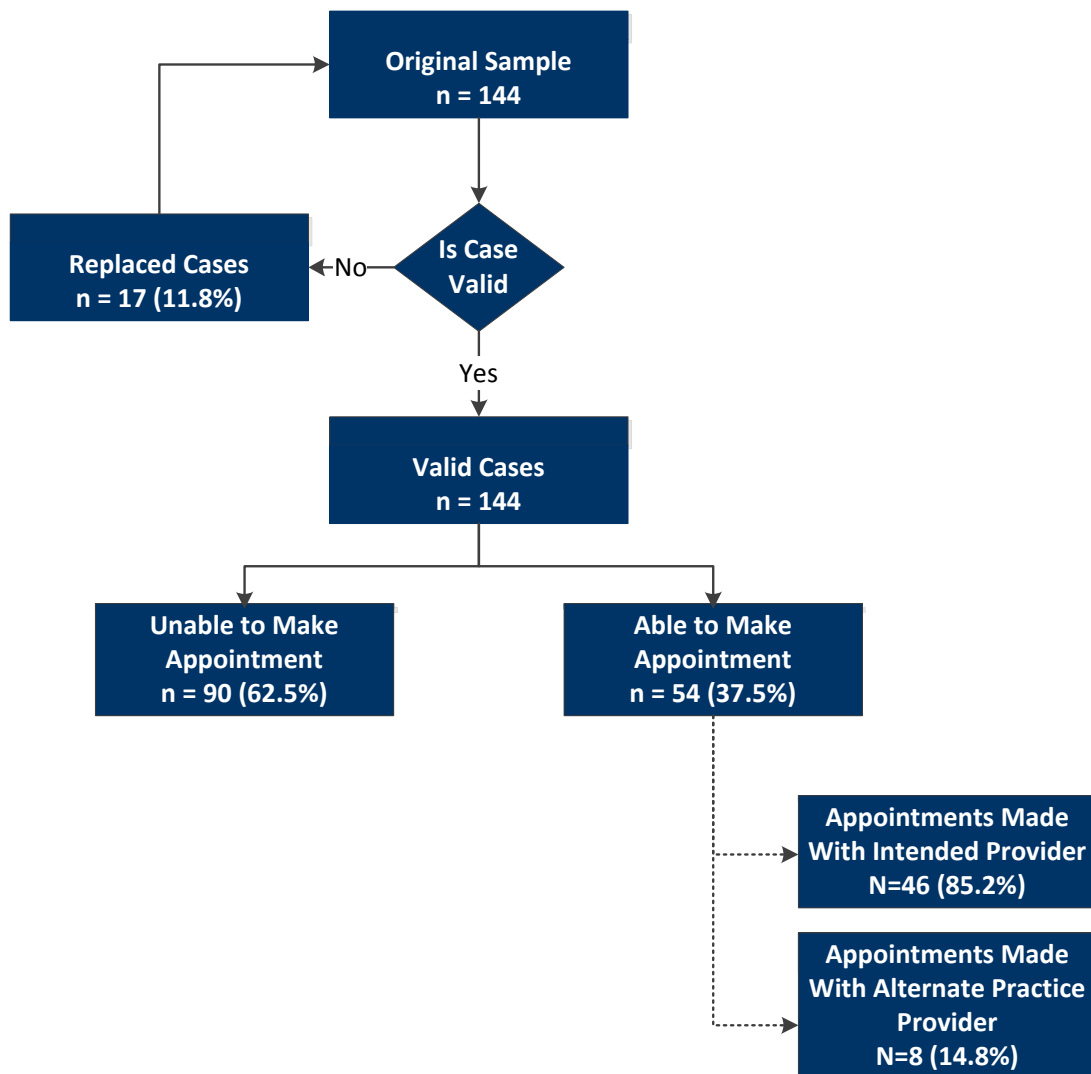 Original Sample
n = 144
Is Case
Valid
No
Replaced Cases
n = 17 (11.8%)
Yes
Valid Cases
n = 144
Unable to Make
Appointment
n = 90 (62.5%)
Able to Make
Appointment
n = 54 (37.5%)
Appointments Made
With Intended Provider
N=46 (85.2%)
Appointments Made
With Alternate Practice
Provider
N=8 (14.8%)